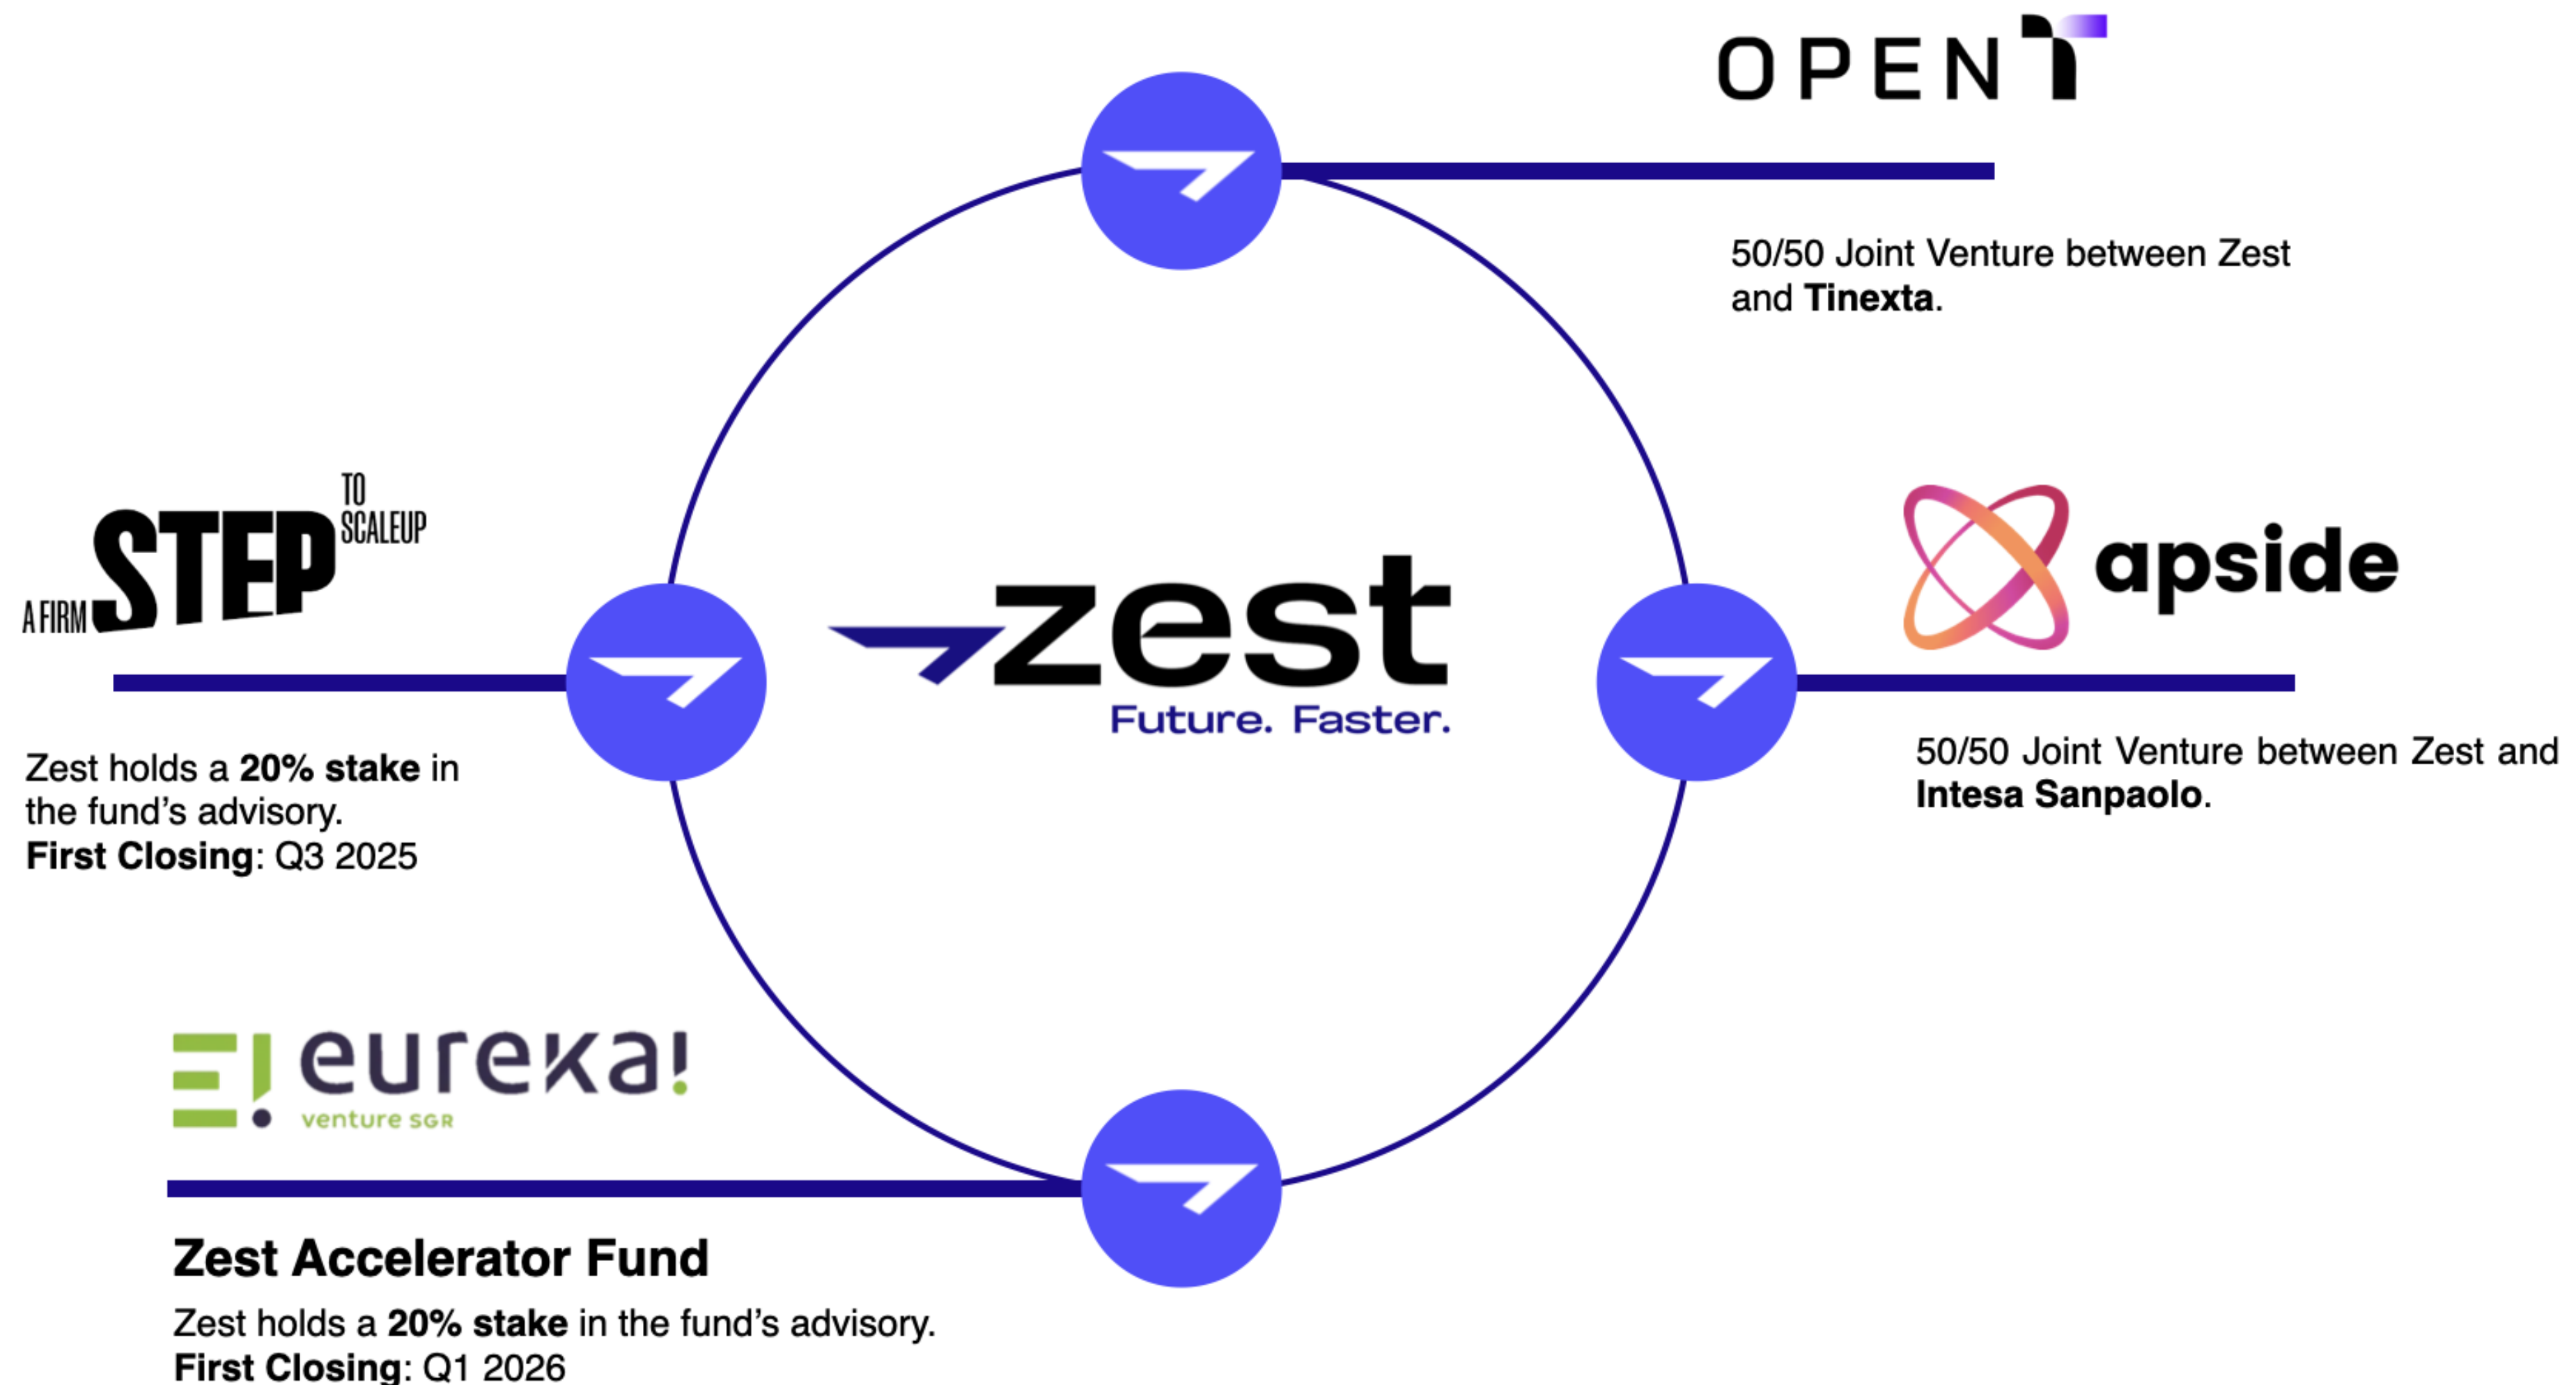 OPEN T
50/50 Joint Venture between Zest
and Tinexta.
A FIRM STEP TO
SCALEUP
Zest holds a 20% stake in
the fund’s advisory.
First Closing: Q3 2025
zest
Future. Faster.
apside
50/50 Joint Venture between Zest and
Intesa Sanpaolo.
E! eureka!
venture SGR
Zest Accelerator Fund
Zest holds a 20% stake in the fund’s advisory.
First Closing: Q1 2026